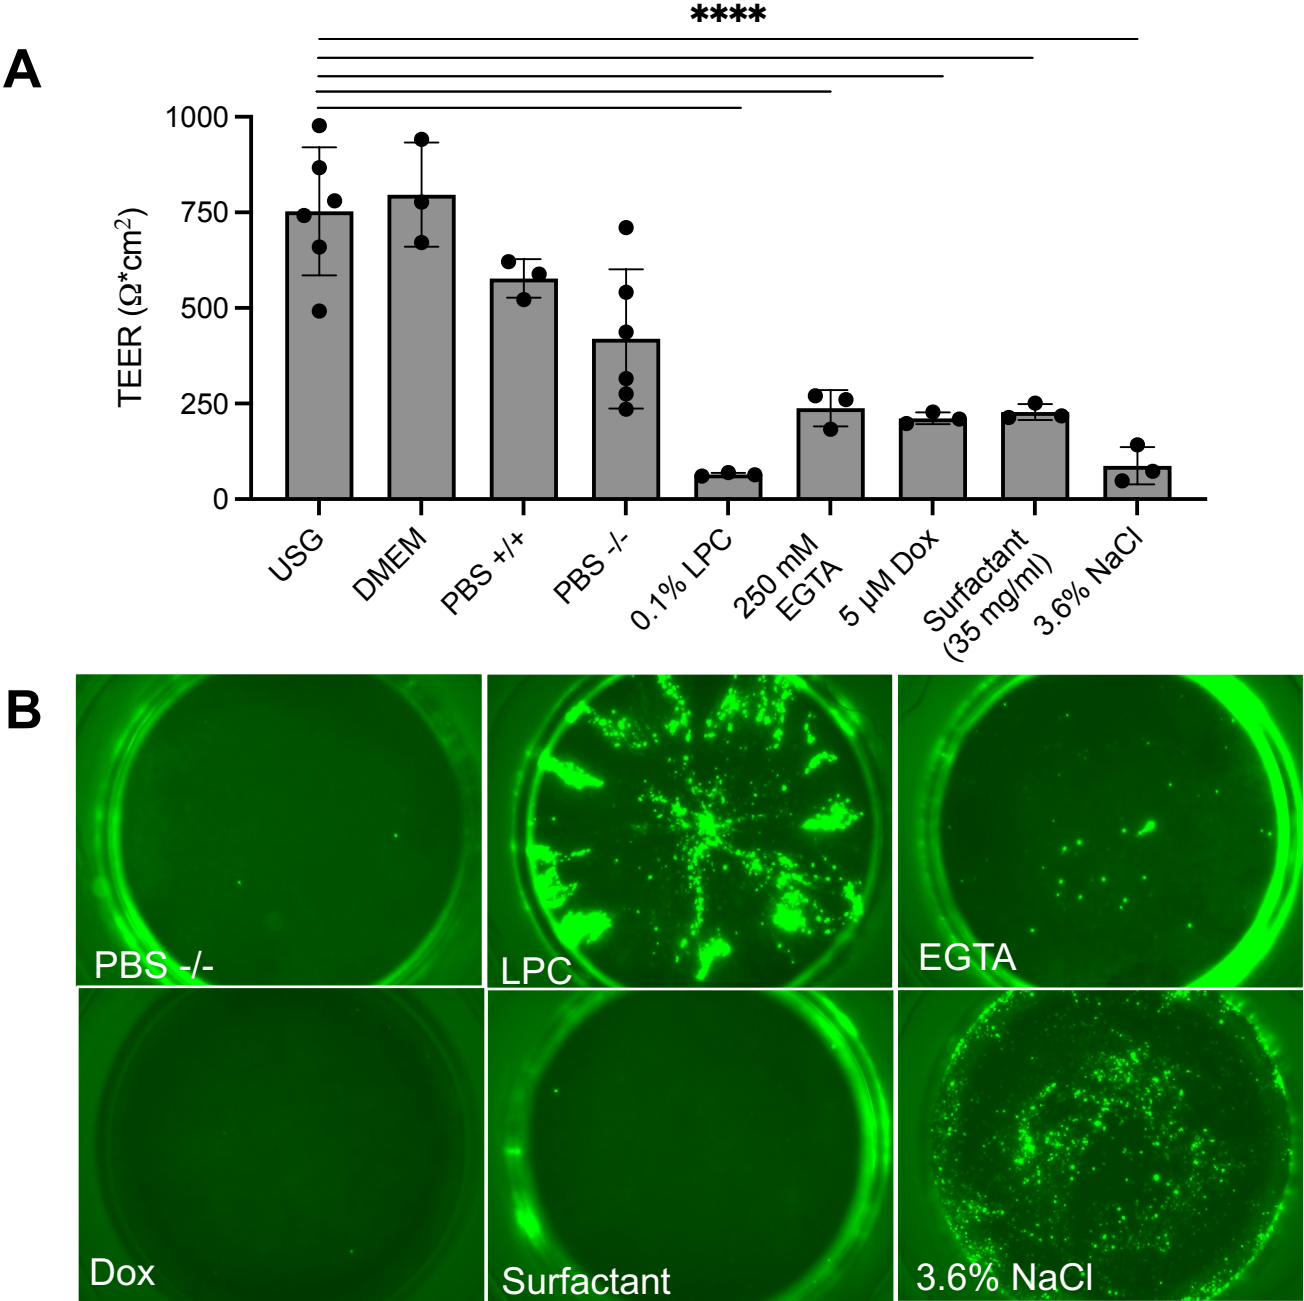 ****
A
1000
750
500
250
0
TEER (Ω*cm²)
USG
DMEM
PBS +/+
PBS -/-
0.1% LPC
250 mM
EGTA
5 µM Dox
Surfactant
(35 mg/ml)
3.6% NaCl
B
PBS -/-
LPC
EGTA
Dox
Surfactant
3.6% NaCl